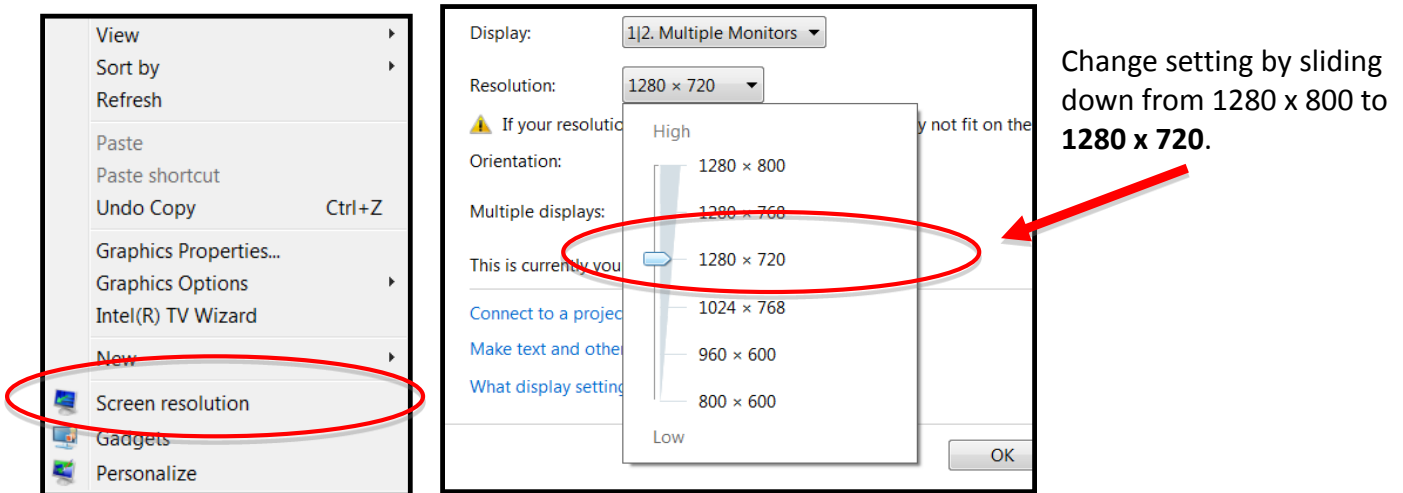 View
Sort by
Refresh
Paste
Paste shortcut
Undo Copy Ctrl+Z
Graphics Properties...
Graphics Options
Intel(R) TV Wizard
New
Screen resolution
Gadgets
Personalize
Display: 1|2. Multiple Monitors
Resolution: 1280 × 720
If your resolutio y not fit on the
Orientation:
Multiple displays:
This is currently you
Connect to a projec
Make text and othe
What display setting
High
1280 × 800
1280 × 768
1280 × 720
1024 × 768
960 × 600
800 × 600
Low
OK
Change setting by sliding
down from 1280 x 800 to
1280 x 720.